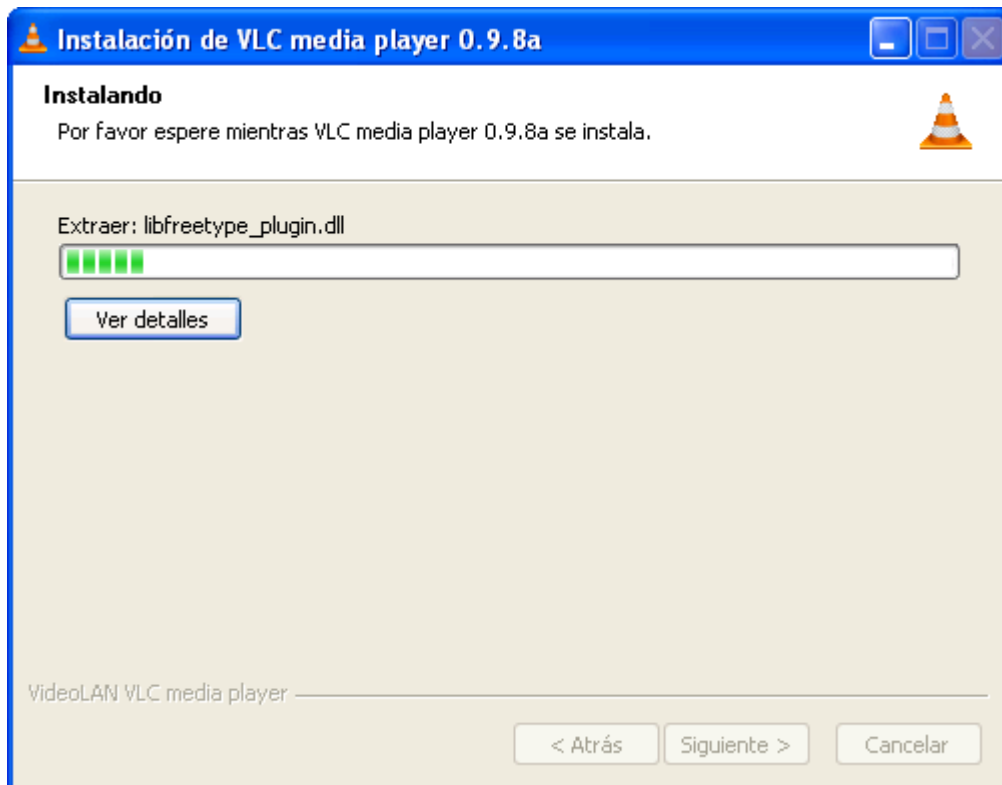 Instalación de VLC media player 0.9.8a
Instalando
Por favor espere mientras VLC media player 0.9.8a se instala.
Extraer: libfreetype_plugin.dll
Ver detalles
VideoLAN VLC media player
< Atrás Siguiente > Cancelar